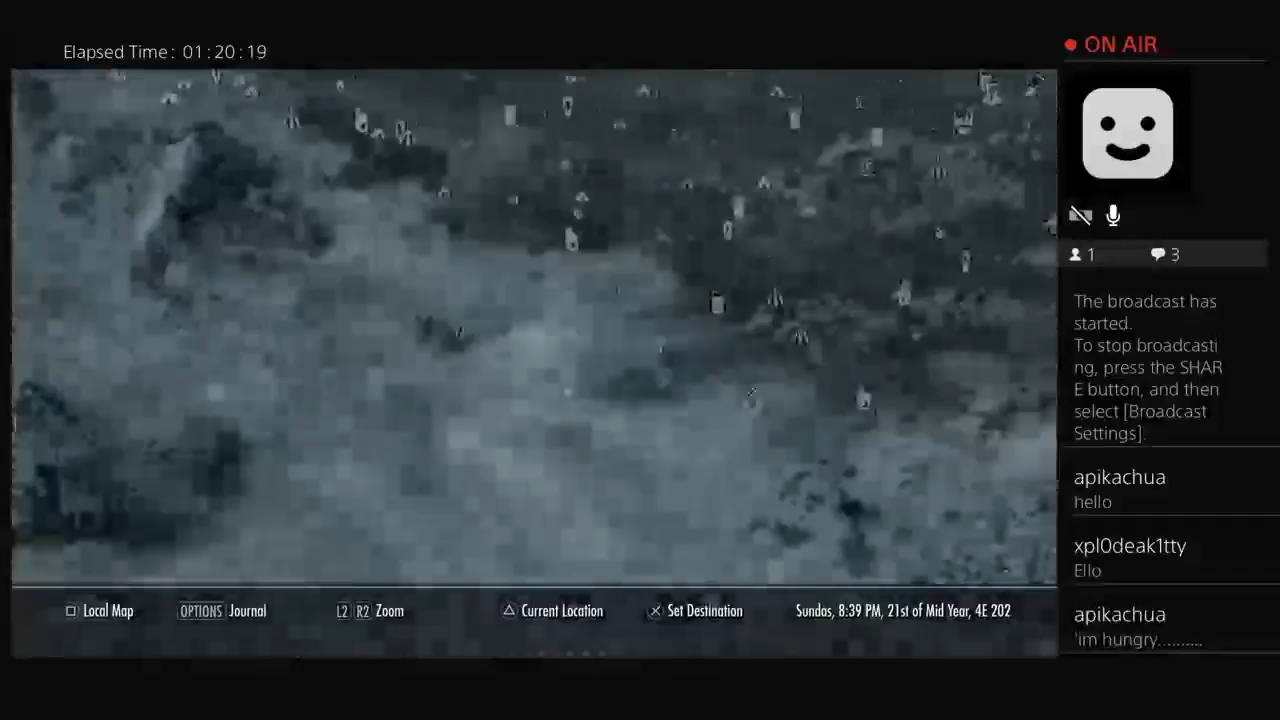 Elapsed Time: 01:20:19
ON AIR
1
3
The broadcast has
started.
To stop broadcasti
ng, press the SHAR
E button, and then
select [Broadcast
Settings].
apikachua
hello
xpl0deak1tty
Ello
apikachua
'im hungry..........
Local Map
OPTIONS Journal
L2 R2 Zoom
Current Location
Set Destination
Sundas, 8:39 PM, 21st of Mid Year, 4E 202